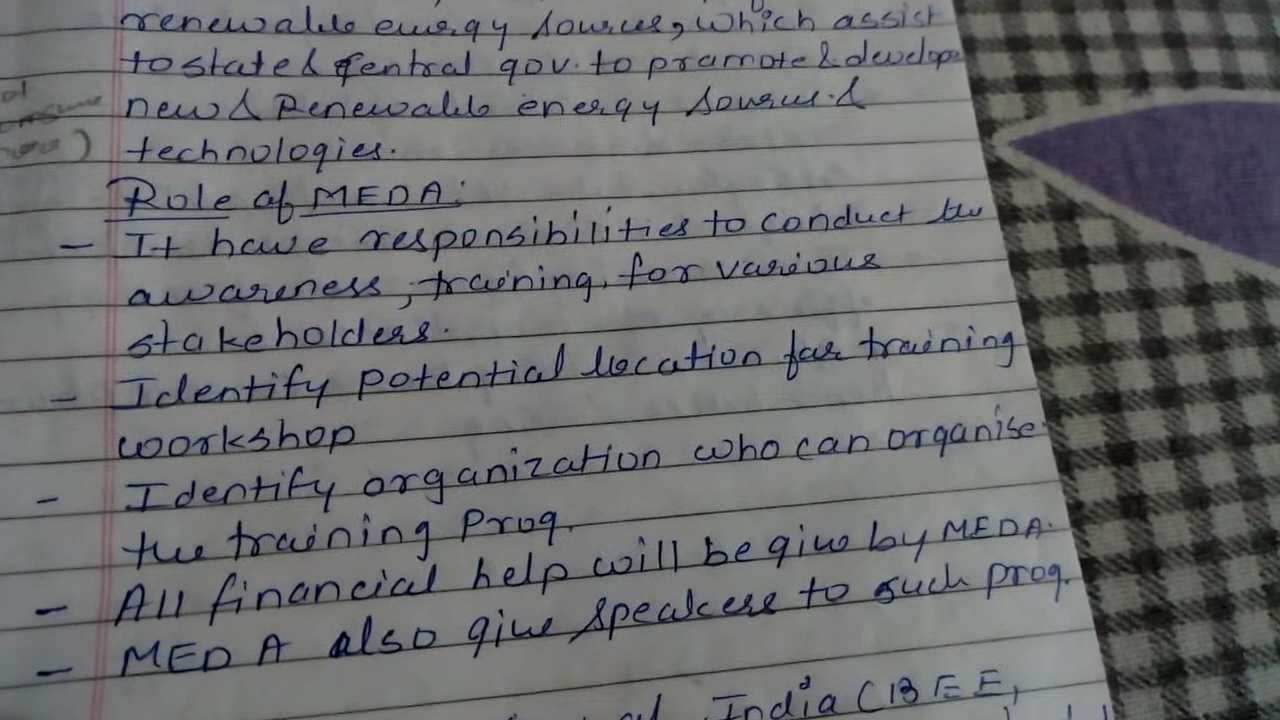 renewable energy sources, which assist
to state & central gov. to pramote & develope
new & Renewable energy sources. &
technologies.
Role of MEDA:
- It have responsibilities to conduct the
awareness, training, for various
stakeholders.
- Identify potential location for training
workshop
- Identify organization who can organise
the training Prog.
- All financial help will be give by MEDA.
- MEDA also give speakers to such prog.
India (BEE,